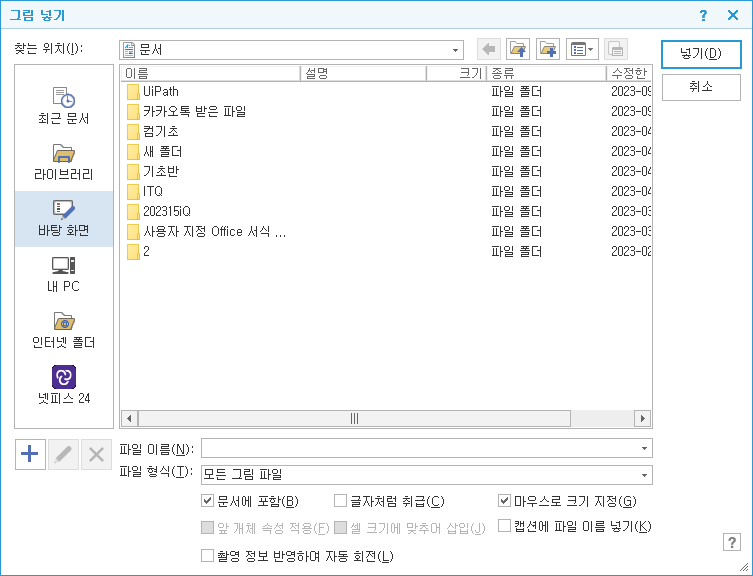 그림 넣기
찾는 위치(I):
문서
넣기(D)
취소
최근 문서
라이브러리
바탕 화면
내 PC
인터넷 폴더
넷피스 24
이름 설명 크기 종류 수정한
UiPath 파일 폴더 2023-09
카카오톡 받은 파일 파일 폴더 2023-09
컴기초 파일 폴더 2023-04
새 폴더 파일 폴더 2023-04
기초반 파일 폴더 2023-04
ITQ 파일 폴더 2023-04
202315iQ 파일 폴더 2023-03
사용자 지정 Office 서식 ... 파일 폴더 2023-03
2 파일 폴더 2023-02
파일 이름(N):
파일 형식(T): 모든 그림 파일
문서에 포함(B) 글자처럼 취급(C) 마우스로 크기 지정(G)
앞 개체 속성 적용(F) 셀 크기에 맞추어 삽입(J) 캡션에 파일 이름 넣기(K)
촬영 정보 반영하여 자동 회전(L)